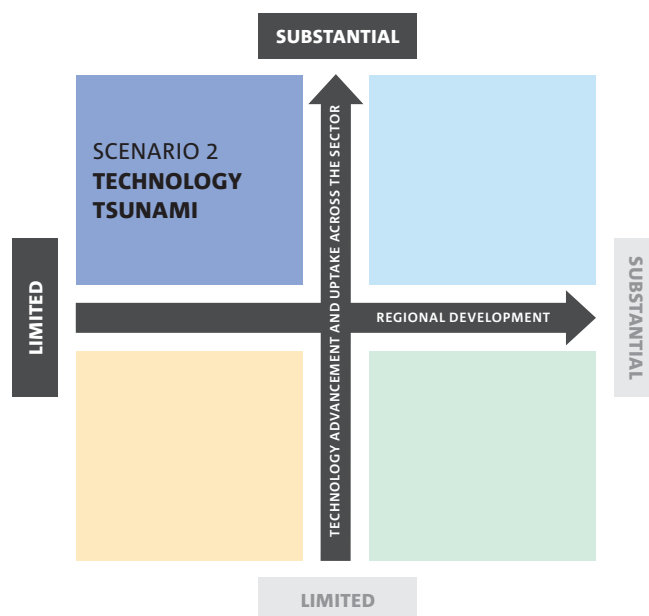 SUBSTANTIAL
SCENARIO 2
TECHNOLOGY
TSUNAMI
TECHNOLOGY ADVANCEMENT AND UPTAKE ACROSS THE SECTOR
LIMITED
REGIONAL DEVELOPMENT
SUBSTANTIAL
LIMITED